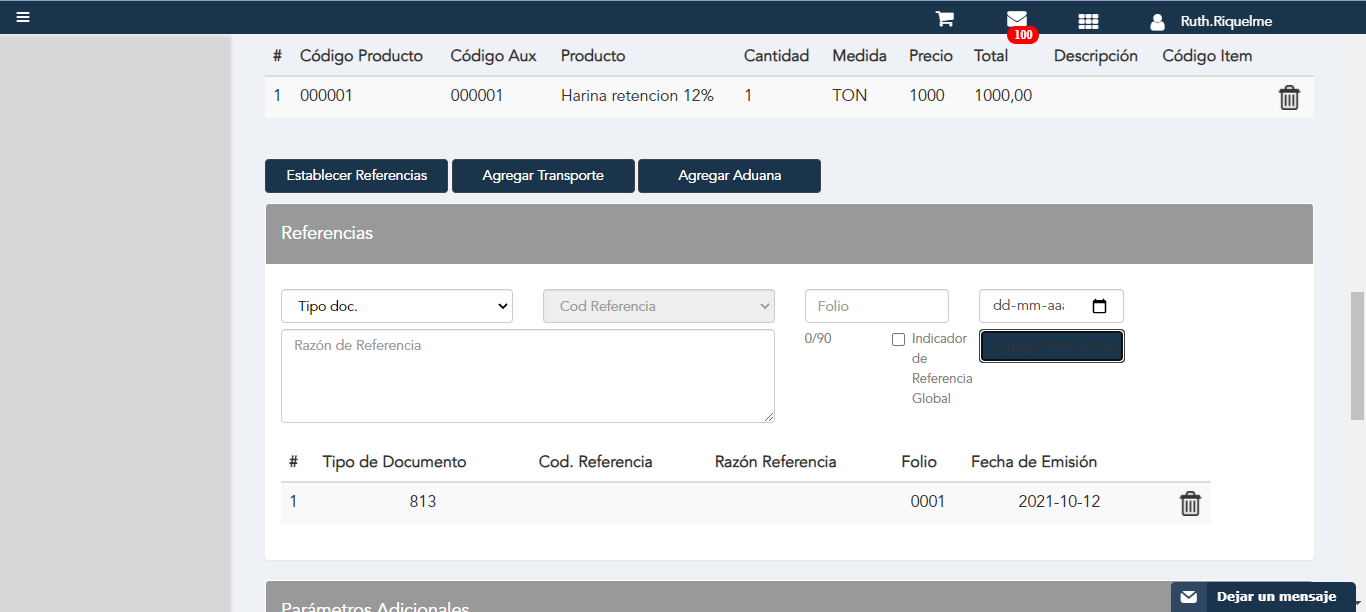 Ruth.Riquelme
100
# Código Producto Código Aux Producto Cantidad Medida Precio Total Descripción Código Item
1 000001 000001 Harina retencion 12% 1 TON 1000 1000,00
Establecer Referencias Agregar Transporte Agregar Aduana
Referencias
Tipo doc. Cod Referencia Folio dd-mm-aaa
Razón de Referencia 0/90 Indicador
de
Referencia
Global
# Tipo de Documento Cod. Referencia Razón Referencia Folio Fecha de Emisión
1 813 0001 2021-10-12
Parámetros Adicionales
Dejar un mensaje